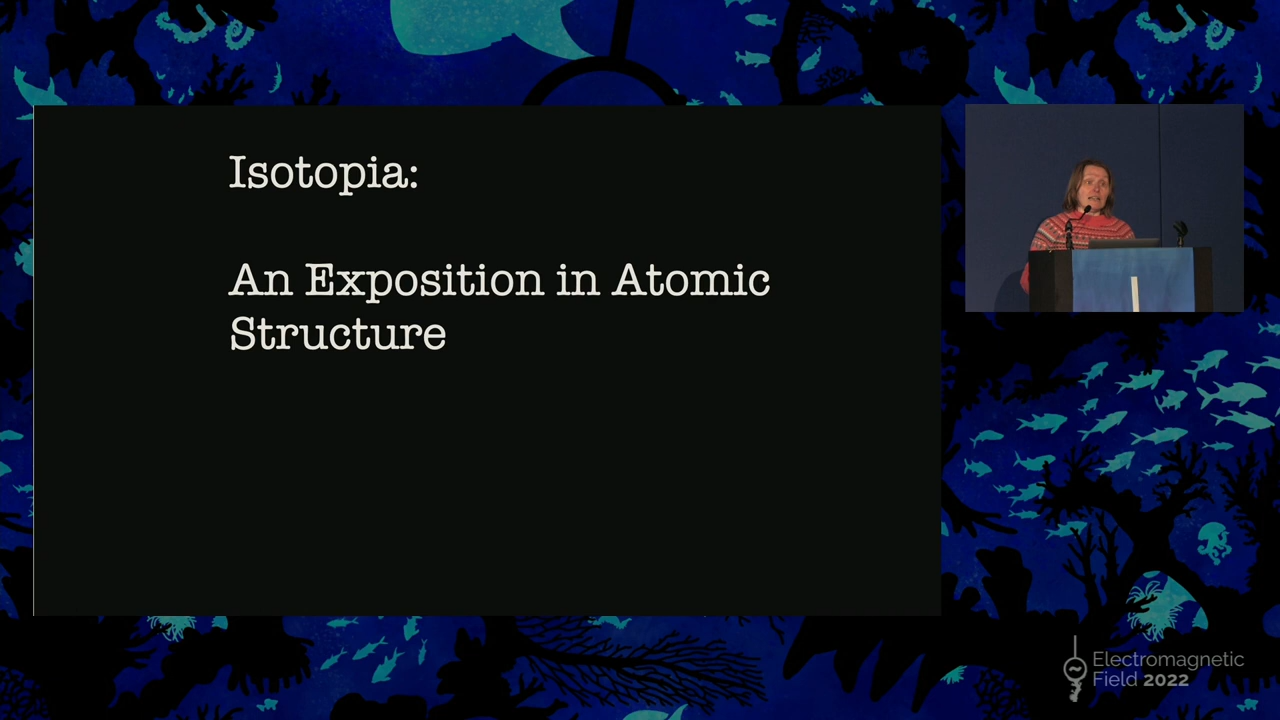 Isotopia:
An Exposition in Atomic
Structure
Electromagnetic
Field 2022